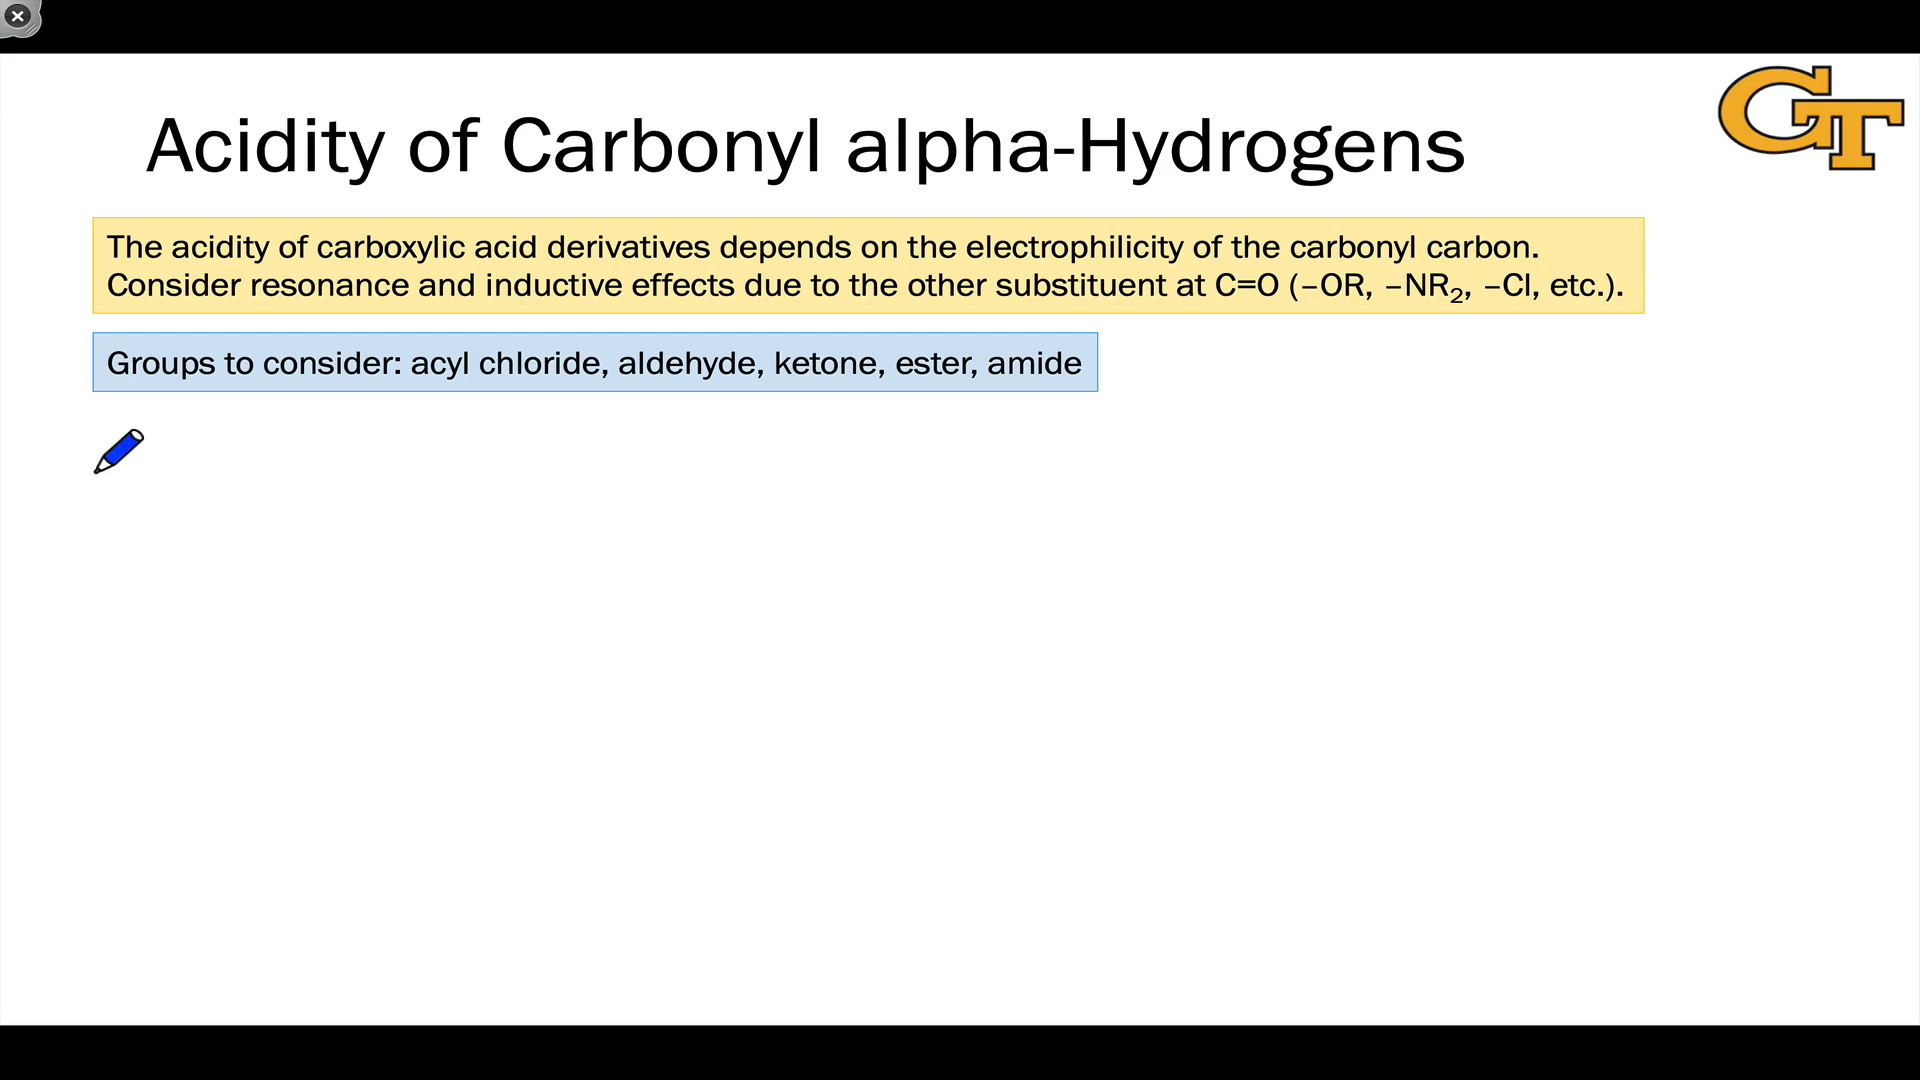 GT
Acidity of Carbonyl alpha-Hydrogens
The acidity of carboxylic acid derivatives depends on the electrophilicity of the carbonyl carbon.
Consider resonance and inductive effects due to the other substituent at C=O (–OR, –NR₂, –Cl, etc.).
Groups to consider: acyl chloride, aldehyde, ketone, ester, amide